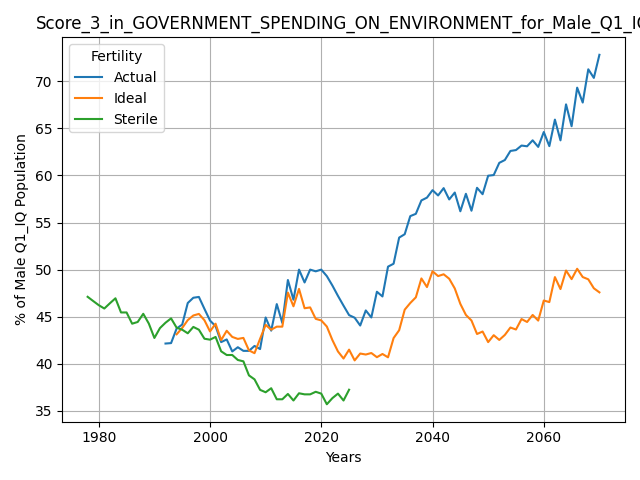 Score_3_in_GOVERNMENT_SPENDING_ON_ENVIRONMENT_for_Male_Q1_IQ
Fertility
Actual
Ideal
Sterile
% of Male Q1_IQ Population
70
65
60
55
50
45
40
35
1980
2000
2020
2040
2060
Years